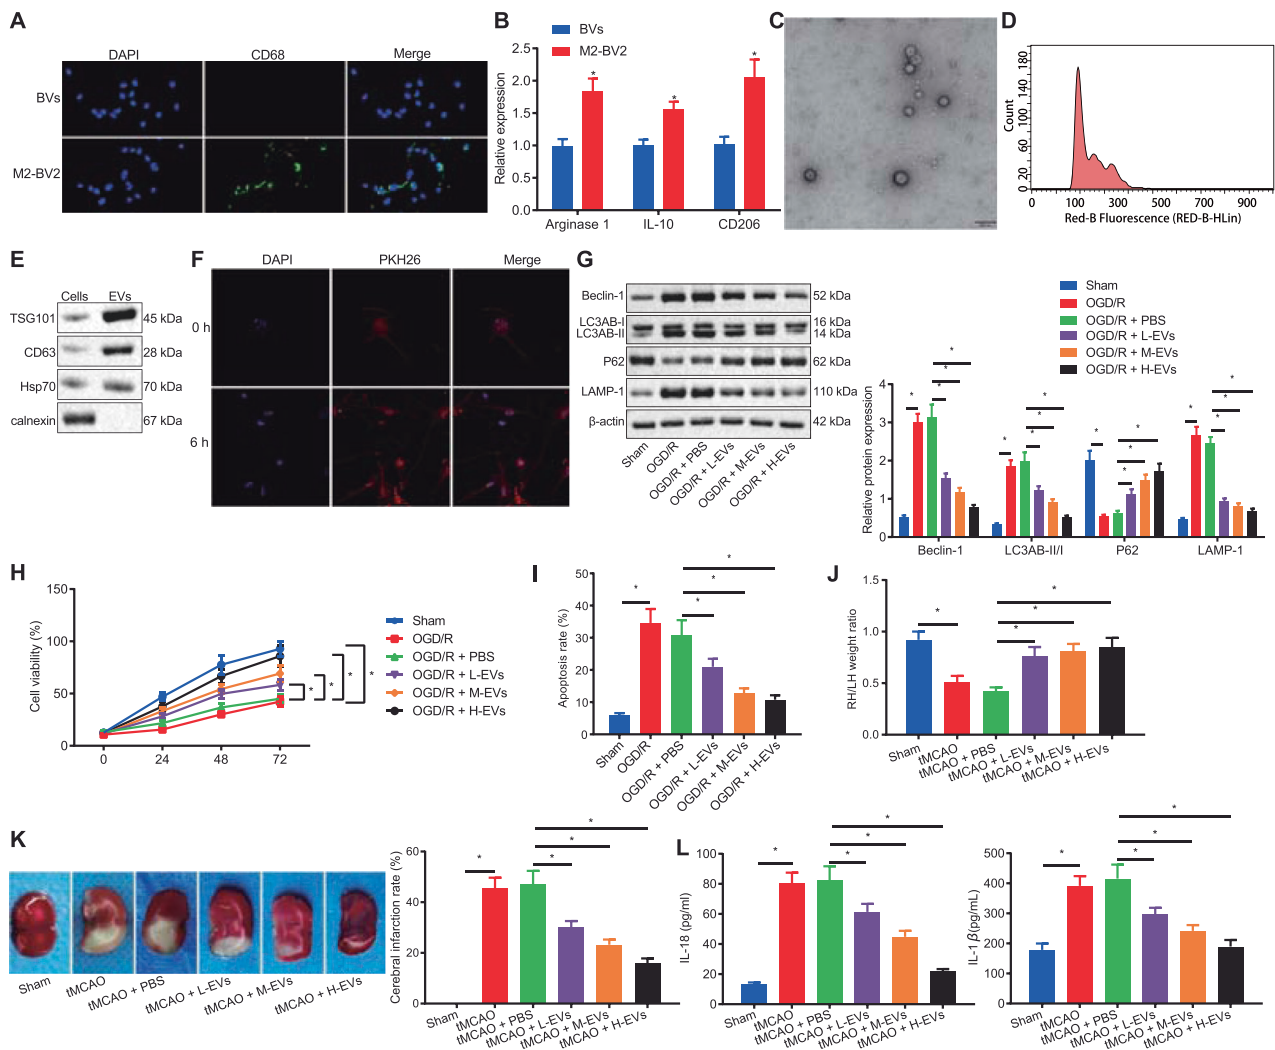 A
DAPI
CD68
Merge
BVs
M2-BV2
B
BVs
M2-BV2
Relative expression
2.5
2.0
1.5
1.0
0.5
0.0
*
*
*
Arginase 1
IL-10
CD206
C
D
Count
180
140
100
60
20
0
0
100
300
500
700
900
Red-B Fluorescence (RED-B-HLin)
E
Cells
EVs
TSG101
45 kDa
CD63
28 kDa
Hsp70
70 kDa
calnexin
67 kDa
F
DAPI
PKH26
Merge
0 h
6 h
G
Beclin-1
52 kDa
LC3AB-I
16 kDa
LC3AB-II
14 kDa
P62
62 kDa
LAMP-1
110 kDa
β-actin
42 kDa
Sham
OGD/R
OGD/R + PBS
OGD/R + L-EVs
OGD/R + M-EVs
OGD/R + H-EVs
Sham
OGD/R
OGD/R + PBS
OGD/R + L-EVs
OGD/R + M-EVs
OGD/R + H-EVs
Relative protein expression
4
3
2
1
0
* * * *
* * * *
* * * *
* * * *
Beclin-1
LC3AB-II/I
P62
LAMP-1
H
Cell viability (%)
150
100
50
0
0
24
48
72
Sham
OGD/R
OGD/R + PBS
OGD/R + L-EVs
OGD/R + M-EVs
OGD/R + H-EVs
* * * *
I
Apoptosis rate (%)
50
40
30
20
10
0
* * * *
Sham
OGD/R
OGD/R + PBS
OGD/R + L-EVs
OGD/R + M-EVs
OGD/R + H-EVs
J
RH/LH weight ratio
1.5
1.0
0.5
0.0
* * * *
Sham
tMCAO
tMCAO + PBS
tMCAO + L-EVs
tMCAO + M-EVs
tMCAO + H-EVs
K
Sham
tMCAO
tMCAO + PBS
tMCAO + L-EVs
tMCAO + M-EVs
tMCAO + H-EVs
Cerebral infarction rate (%)
60
40
20
0
* * * *
Sham
tMCAO
tMCAO + PBS
tMCAO + L-EVs
tMCAO + M-EVs
tMCAO + H-EVs
L
IL-18 (pg/ml)
100
80
60
40
20
0
* * * *
Sham
tMCAO
tMCAO + PBS
tMCAO + L-EVs
tMCAO + M-EVs
tMCAO + H-EVs
IL-1 β(pg/mL)
500
400
300
200
100
0
* * * *
Sham
tMCAO
tMCAO + PBS
tMCAO + L-EVs
tMCAO + M-EVs
tMCAO + H-EVs